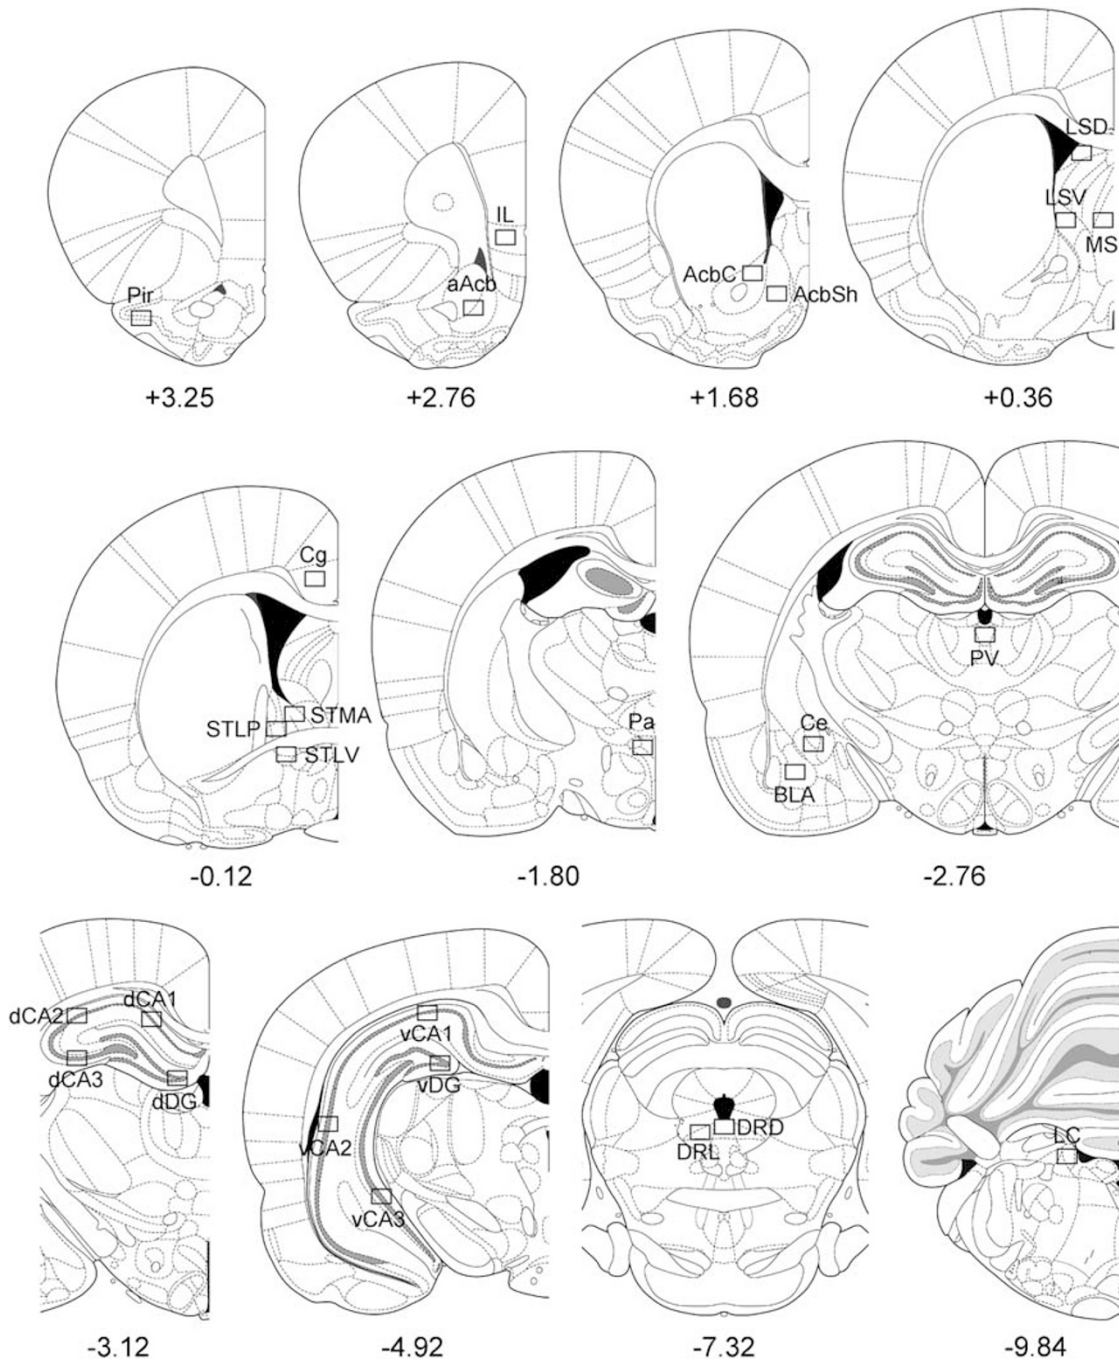 LSD
IL
LSV
MS
Pir
aAcb
AcbC
AcbSh
+3.25
+2.76
+1.68
+0.36
Cg
PV
STMA
STLP
STLV
Pa
Ce
BLA
-0.12
-1.80
-2.76
dCA2
dCA1
dCA3
dDG
vCA1
vDG
vCA2
vCA3
DRD
DRL
LC
-3.12
-4.92
-7.32
-9.84